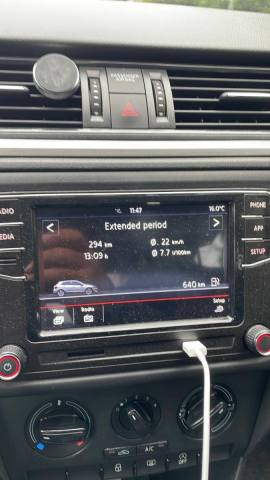 PASSENGER
AIRBAG
11:47
16.0°C
PHONE
RADIO
Extended period
APP
MEDIA
294 km
Ø. 22 km/h
SETUP
13:09 h
Ø 7.7 l/100km
640 km
View
Radio
Setup
A/C